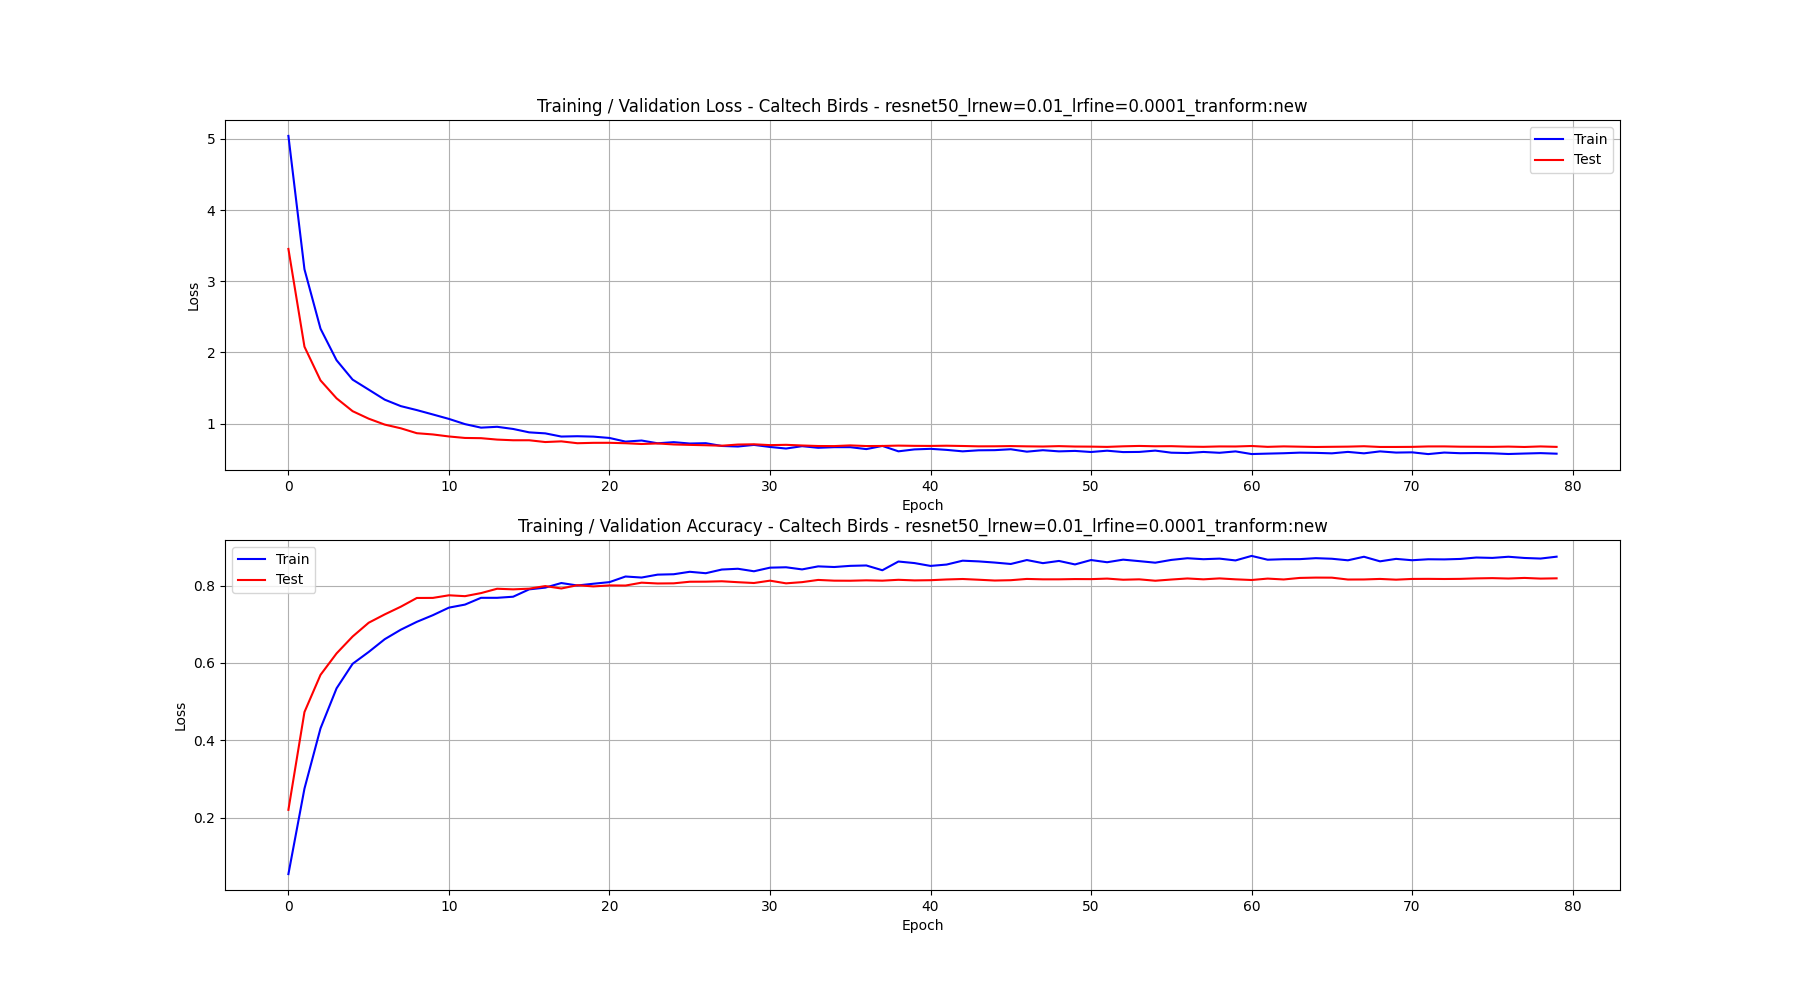 Training / Validation Loss - Caltech Birds - resnet50_lrnew=0.01_lrfine=0.0001_tranform:new
Train
Test
5
4
3
2
1
Loss
0 10 20 30 40 50 60 70 80
Epoch
Training / Validation Accuracy - Caltech Birds - resnet50_lrnew=0.01_lrfine=0.0001_tranform:new
Train
Test
0.8
0.6
0.4
0.2
Loss
0 10 20 30 40 50 60 70 80
Epoch